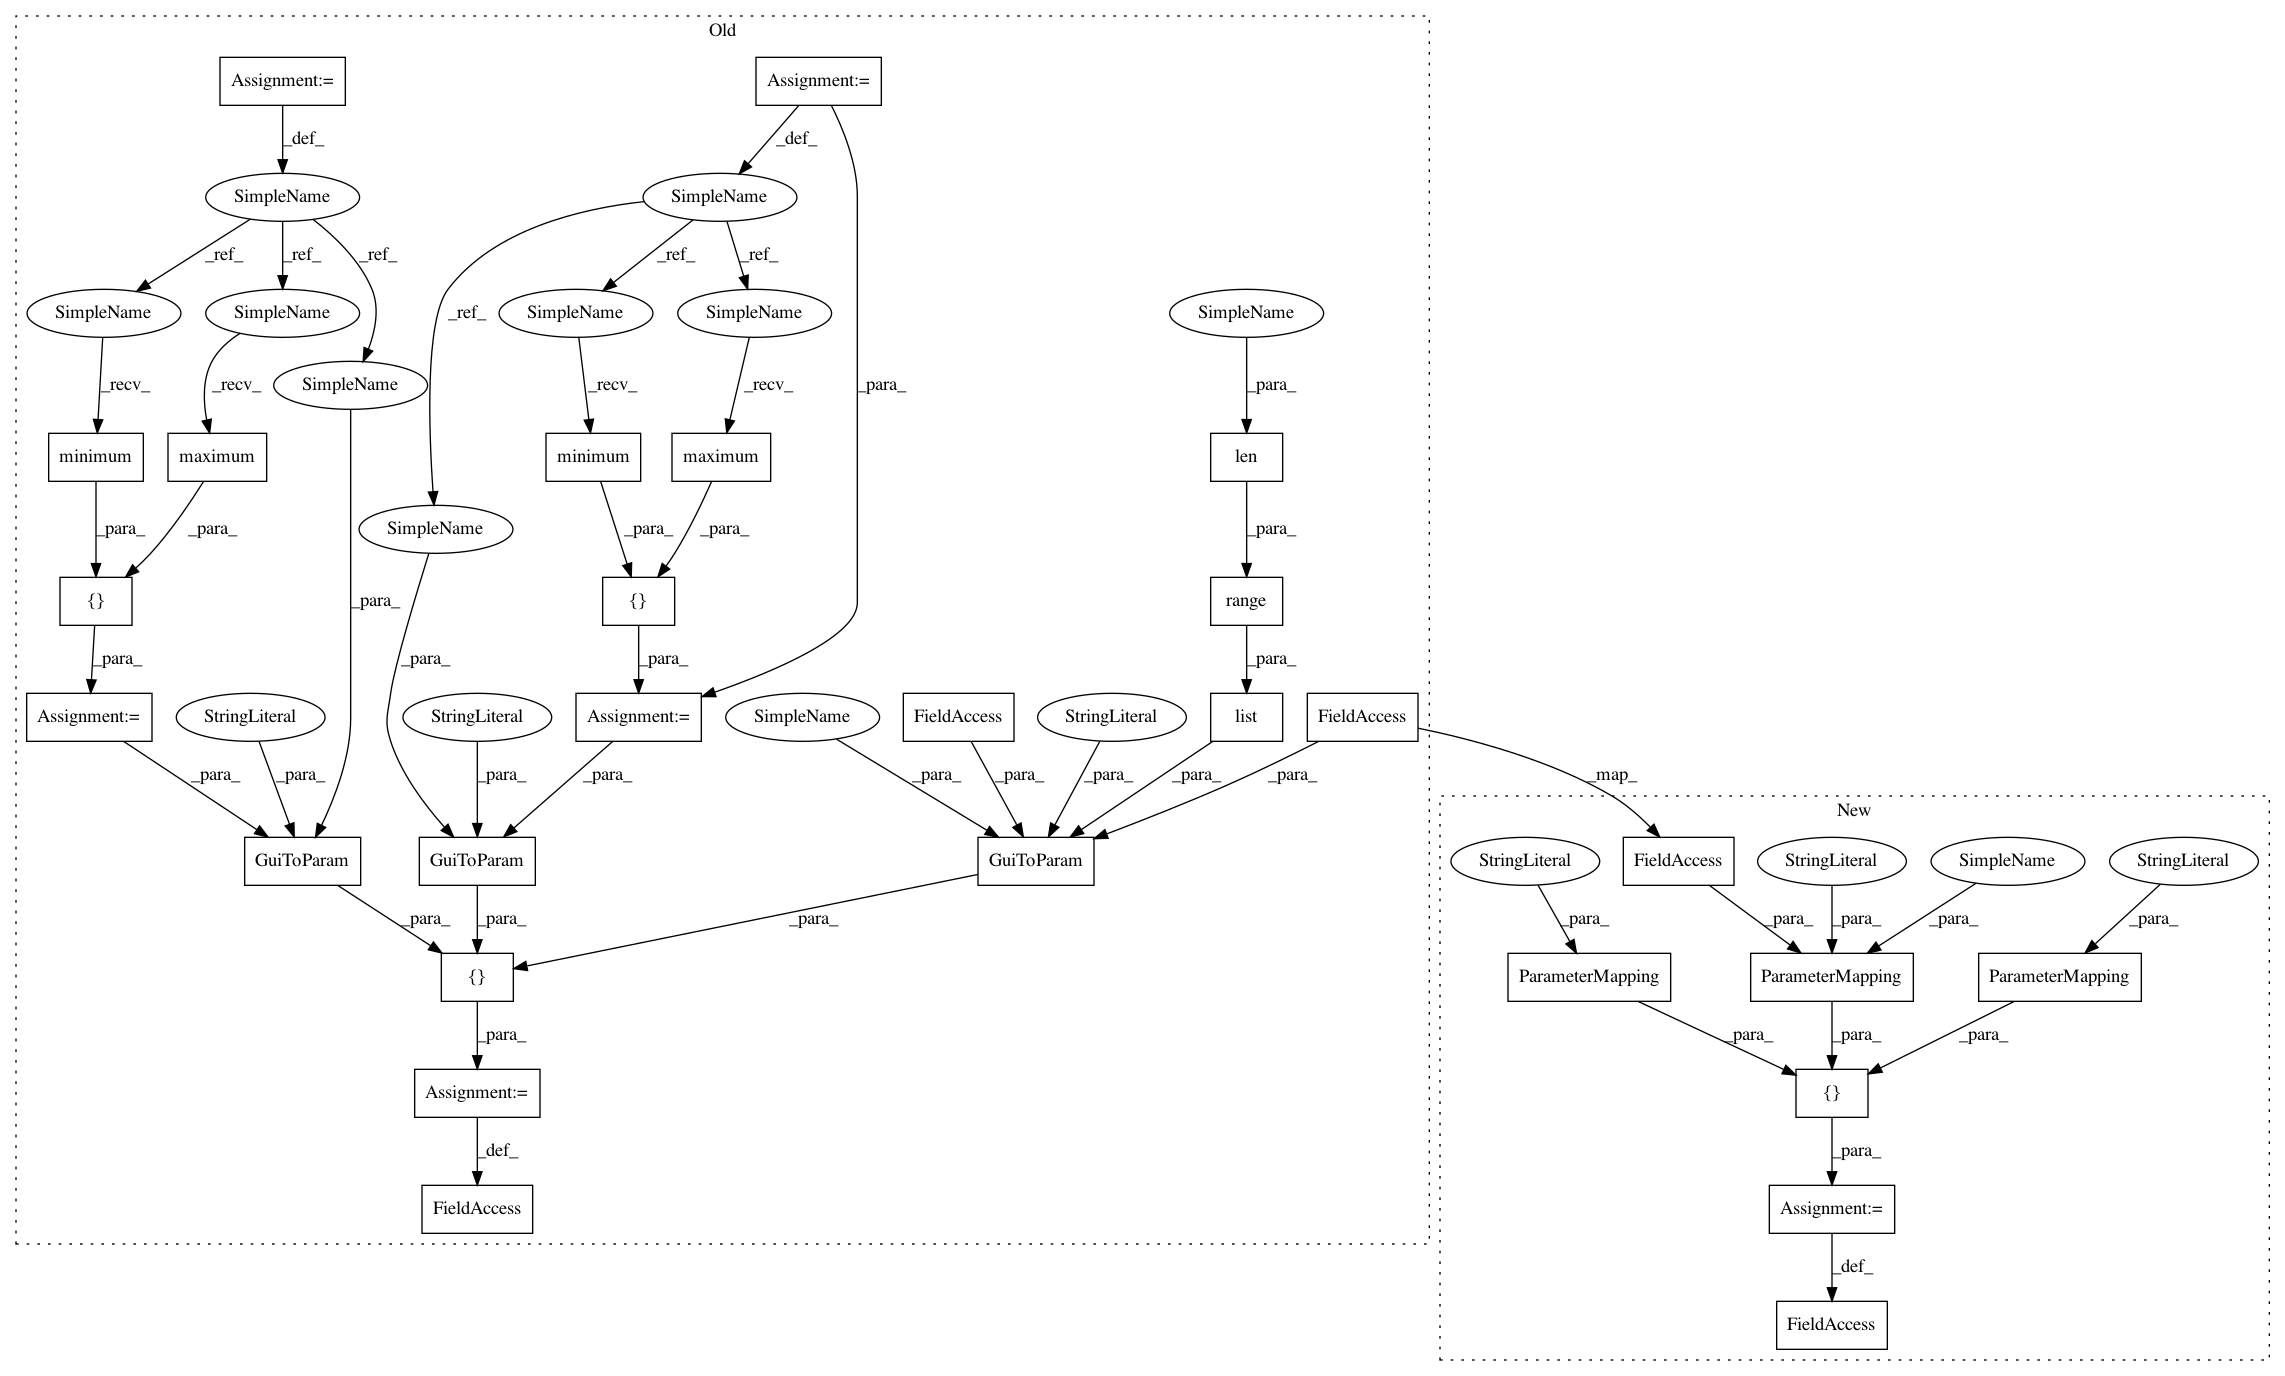 Old
Assignment:=
Assignment:=
_def_
_def_
SimpleName
SimpleName
_ref_
_ref_
_ref_
_ref_
_ref_
SimpleName
SimpleName
_ref_
SimpleName
SimpleName
SimpleName
_recv_
_recv_
SimpleName
_recv_
_recv_
_para_
_para_
minimum
maximum
minimum
maximum
len
_para_
_para_
SimpleName
_para_
_para_
_para_
{}
_para_
{}
range
_para_
_para_
_para_
_para_
Assignment:=
StringLiteral
StringLiteral
Assignment:=
SimpleName
FieldAccess
StringLiteral
list
FieldAccess
_para_
_para_
_para_
_para_
_para_
_para_
_para_
_para_
_para_
_map_
New
GuiToParam
GuiToParam
GuiToParam
StringLiteral
FieldAccess
StringLiteral
SimpleName
StringLiteral
_para_
_para_
_para_
_para_
_para_
_para_
_para_
_para_
{}
ParameterMapping
ParameterMapping
ParameterMapping
_para_
_para_
_para_
_para_
Assignment:=
{}
_def_
_para_
FieldAccess
Assignment:=
_def_
FieldAccess